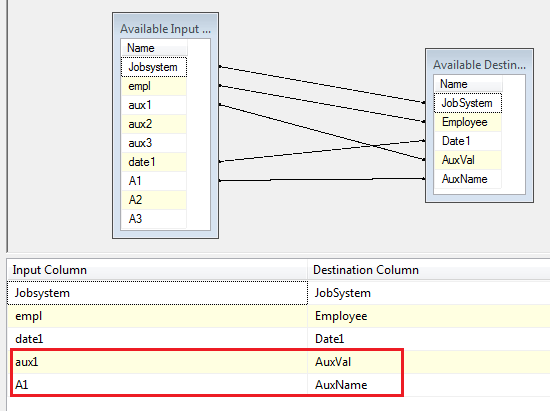 Available Input ...
Name
Jobsystem
empl
aux1
aux2
aux3
date1
A1
A2
A3
Available Destin...
Name
JobSystem
Employee
Date1
AuxVal
AuxName
Input Column Destination Column
Jobsystem JobSystem
empl Employee
date1 Date1
aux1 AuxVal
A1 AuxName